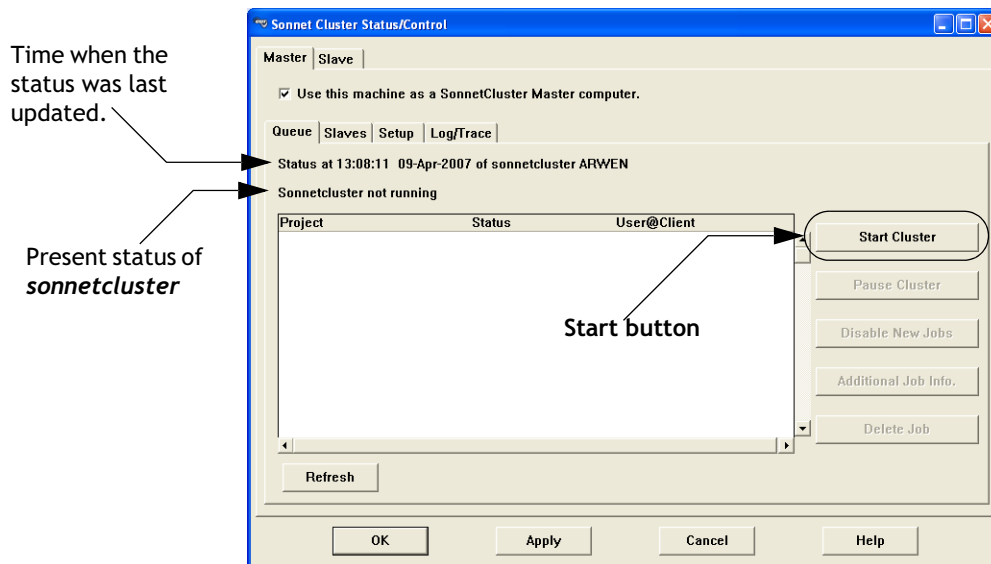 Sonnet Cluster Status/Control
Time when the
status was last
updated.
Master Slave
Use this machine as a SonnetCluster Master computer.
Queue Slaves Setup Log/Trace
Status at 13:08:11 09-Apr-2007 of sonnetcluster ARWEN
Sonnetcluster not running
Present status of
sonnetcluster
Project Status User@Client
Start button
Start Cluster
Pause Cluster
Disable New Jobs
Additional Job Info.
Delete Job
Refresh
OK Apply Cancel Help